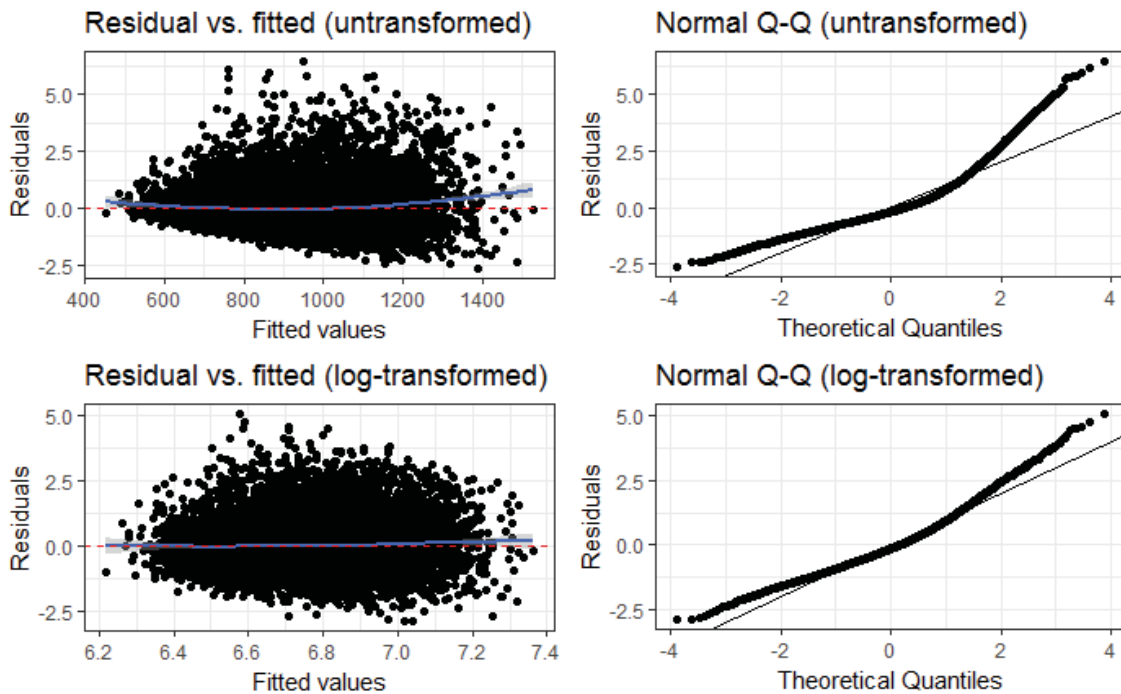 Residual vs. fitted (untransformed)
Residuals
5.0
2.5
0.0
-2.5
400 600 800 1000 1200 1400
Fitted values
Normal Q-Q (untransformed)
Residuals
5.0
2.5
0.0
-2.5
-4 -2 0 2 4
Theoretical Quantiles
Residual vs. fitted (log-transformed)
Residuals
5.0
2.5
0.0
-2.5
6.2 6.4 6.6 6.8 7.0 7.2 7.4
Fitted values
Normal Q-Q (log-transformed)
Residuals
5.0
2.5
0.0
-2.5
-4 -2 0 2 4
Theoretical Quantiles